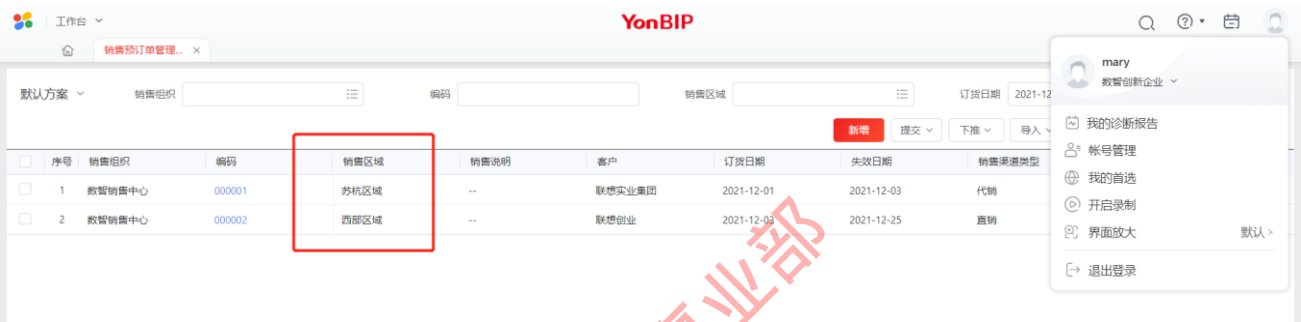 工作台
YonBIP
销售预订单管理...
mary
数智创新企业
默认方案 销售组织 编码 销售区域 订货日期 2021-12
新增 提交 下推 导入
我的诊断报告
帐号管理
我的首选
开启录制
界面放大 默认
退出登录
序号 销售组织 编码 销售区域 销售说明 客户 订货日期 失效日期 销售渠道类型
1 数智销售中心 000001 苏杭区域 -- 联想实业集团 2021-12-01 2021-12-03 代销
2 数智销售中心 000002 西部区域 -- 联想创业 2021-12-03 2021-12-25 直销
业部